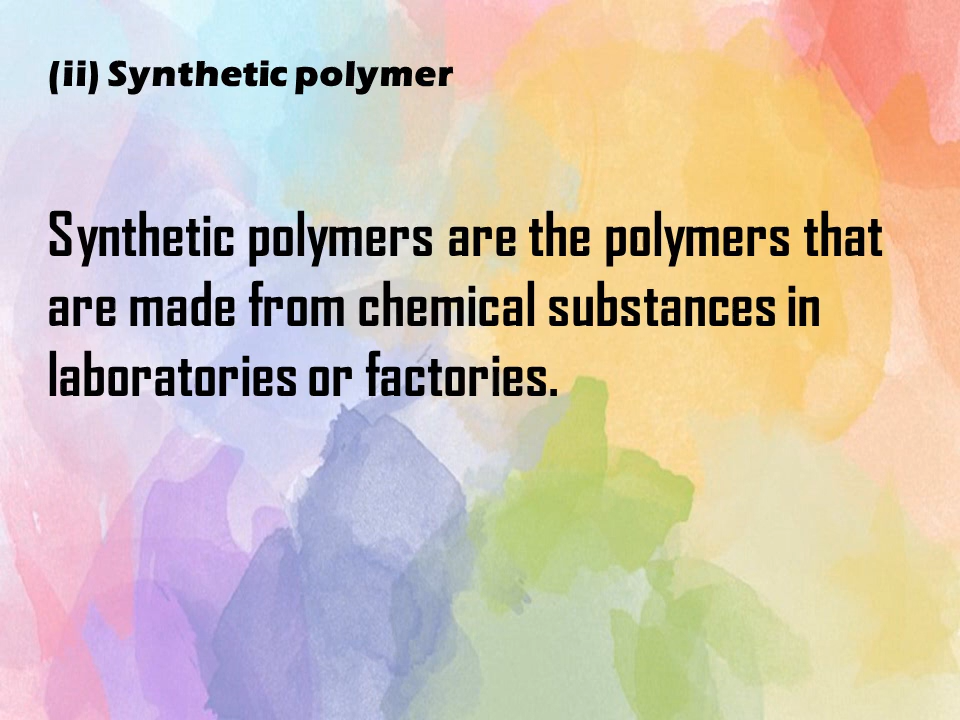 (ii) Synthetic polymer
Synthetic polymers are the polymers that
are made from chemical substances in
laboratories or factories.